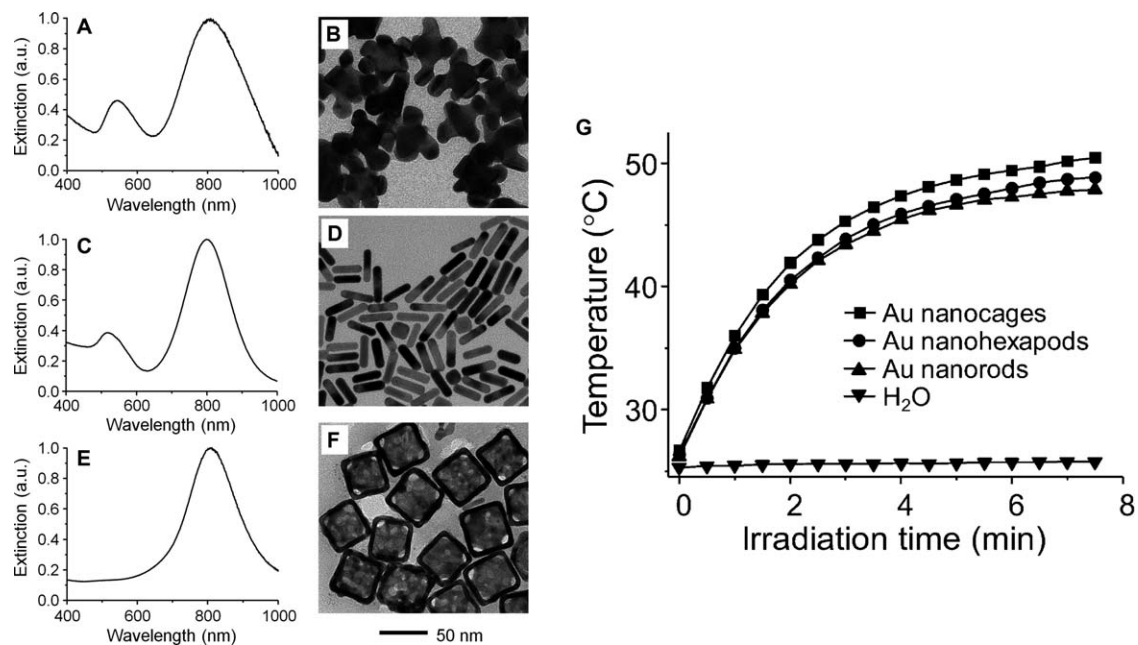 A
Extinction (a.u.)
1.0
0.8
0.6
0.4
0.2
0.0
400 600 800 1000
Wavelength (nm)
B
C
Extinction (a.u.)
1.0
0.8
0.6
0.4
0.2
0.0
400 600 800 1000
Wavelength (nm)
D
E
Extinction (a.u.)
1.0
0.8
0.6
0.4
0.2
0.0
400 600 800 1000
Wavelength (nm)
F
50 nm
G
Temperature (°C)
50
40
30
Au nanocages
Au nanohexapods
Au nanorods
H₂O
0 2 4 6 8
Irradiation time (min)